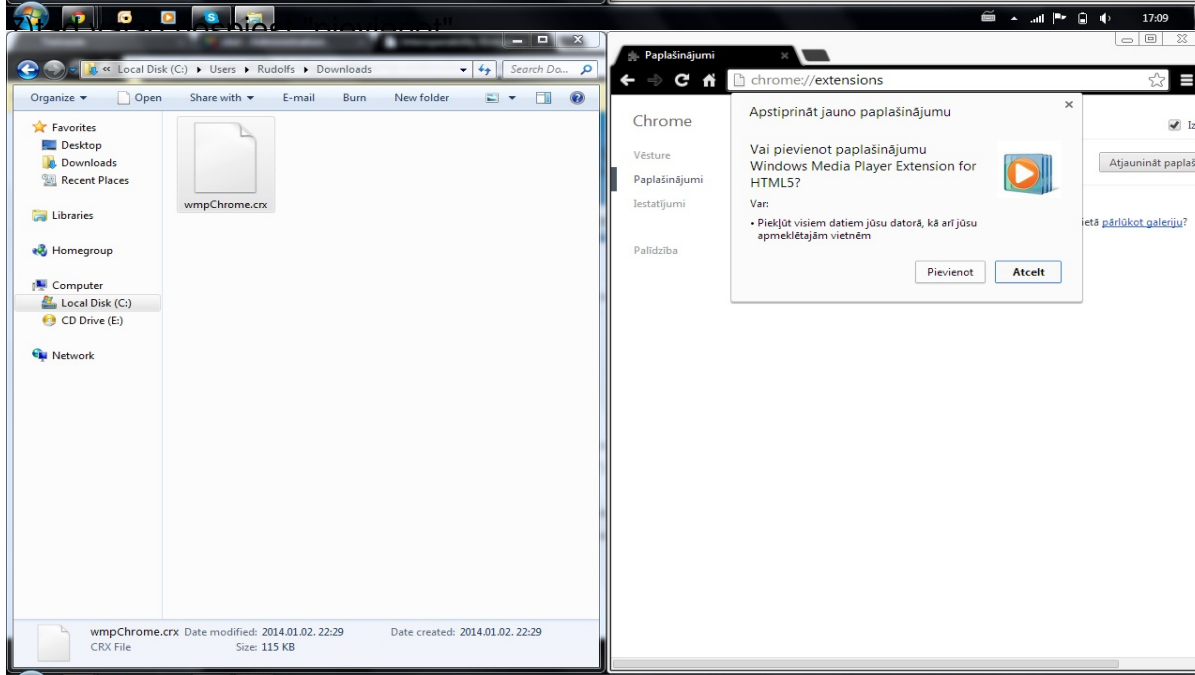 17:09
Local Disk (C:) Users Rudolfs Downloads
Search Do...
Organize
Open
Share with
E-mail
Burn
New folder
Favorites
Desktop
Downloads
Recent Places
Libraries
Homegroup
Computer
Local Disk (C:)
CD Drive (E:)
Network
wmpChrome.crx
wmpChrome.crx Date modified: 2014.01.02. 22:29 Date created: 2014.01.02. 22:29
CRX File Size: 115 KB
Paplašinājumi
chrome://extensions
Chrome
Vēsture
Paplašinājumi
Iestatījumi
Palīdzība
Apstiprināt jauno paplašinājumu
Vai pievienot paplašinājumu
Windows Media Player Extension for
HTML5?
Var:
• Piekļūt visiem datiem jūsu datorā, kā arī jūsu
apmeklētajām vietnēm
Pievienot
Atcelt
Iz
Atjaunināt paplaš
ietā pārlūkot galeriju?